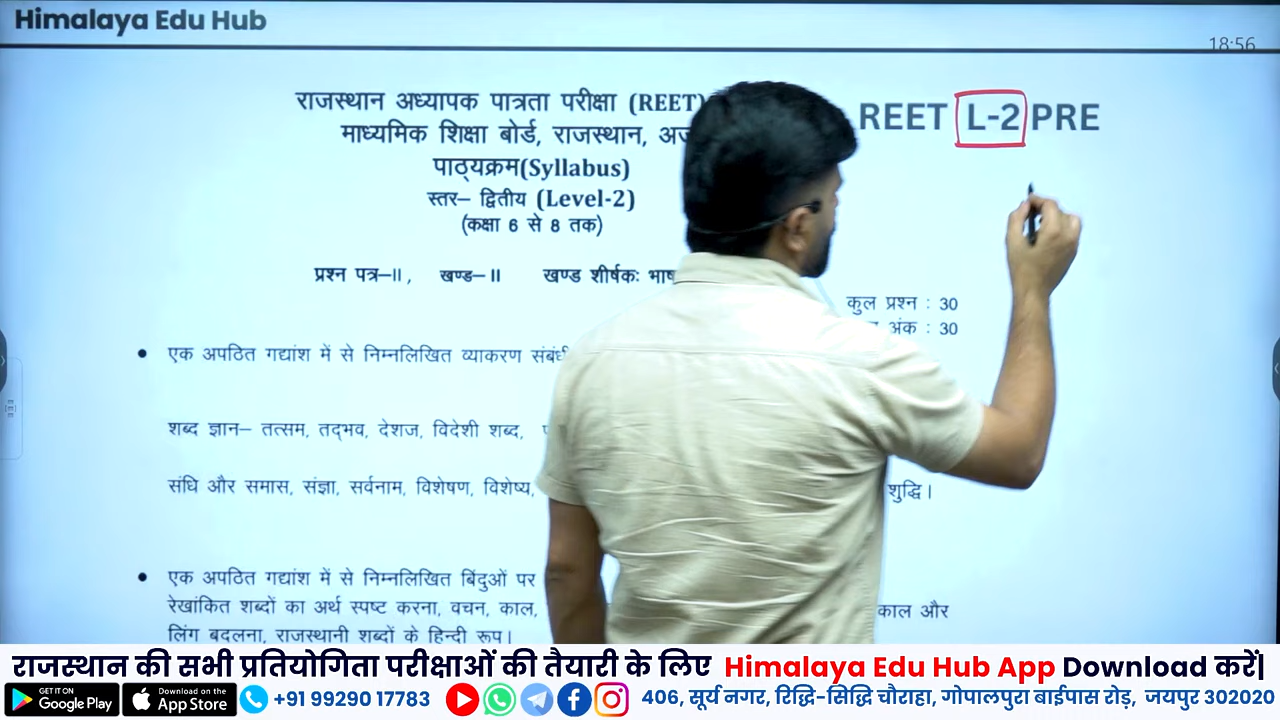 Himalaya Edu Hub
18:56
राजस्थान अध्यापक पात्रता परीक्षा (REET)
REET L-2 PRE
माध्यमिक शिक्षा बोर्ड, राजस्थान,
पाठ्यक्रम(Syllabus)
स्तर– द्वितीय (Level-2)
(कक्षा 6 से 8 तक)
प्रश्न पत्र–II, खण्ड–II खण्ड शीर्षकः
कुल प्रश्न : 30
अंक : 30
• एक अपठित गद्यांश में से निम्नलिखित व्याकरण
शब्द ज्ञान– तत्सम, तद्भव, देशज, विदेशी शब्द,
संधि और समास, संज्ञा, सर्वनाम, विशेषण, विशेष्य, शुद्धि।
• एक अपठित गद्यांश में से निम्नलिखित बिंदुओं पर
रेखांकित शब्दों का अर्थ स्पष्ट करना, वचन, काल, काल और
लिंग बदलना, राजस्थानी शब्दों के हिन्दी रूप।
राजस्थान की सभी प्रतियोगिता परीक्षाओं की तैयारी के लिए Himalaya Edu Hub App Download करें|
GET IT ON Google Play Download on the App Store +91 99290 17783 406, सूर्य नगर, रिद्धि-सिद्धि चौराहा, गोपालपुरा बाईपास रोड़, जयपुर 302020